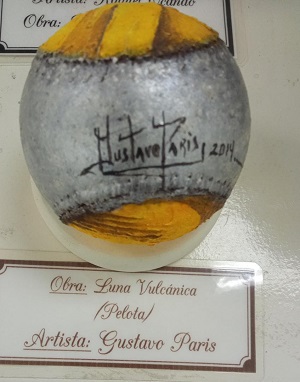 Artista:
Obra:
Gustavo Paris 2014
Obra: Luna Vulcánica
/Pelota/
Artista: Gustavo Paris